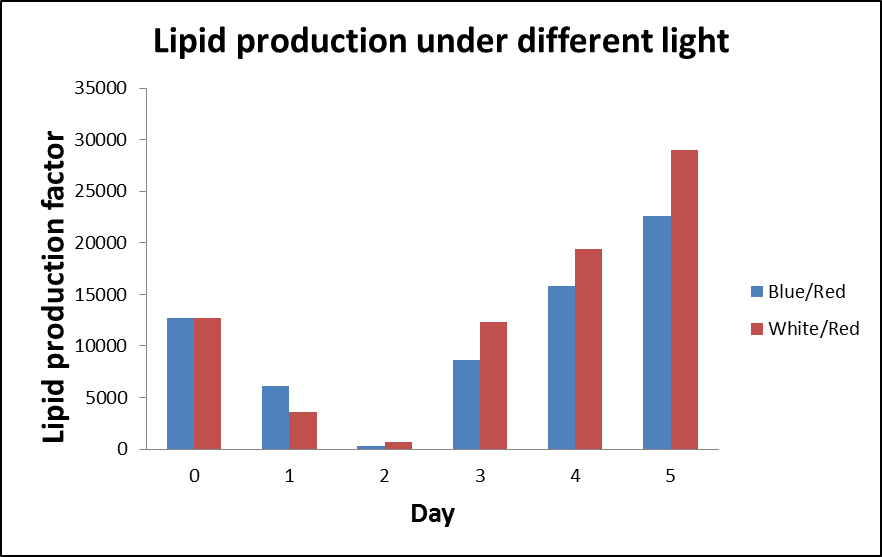 Lipid production under different light
Lipid production factor
35000
30000
25000
20000
15000
10000
5000
0
0 1 2 3 4 5
Day
Blue/Red
White/Red